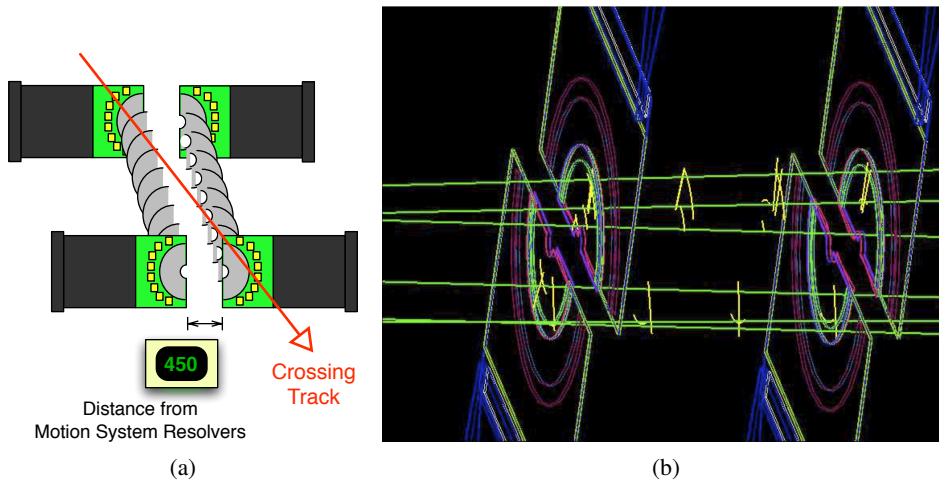 450
Distance from
Motion System Resolvers
Crossing
Track
(a)
(b)